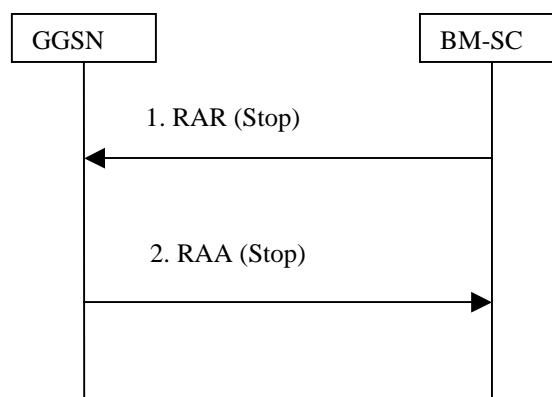 GGSN
BM-SC
1. RAR (Stop)
2. RAA (Stop)